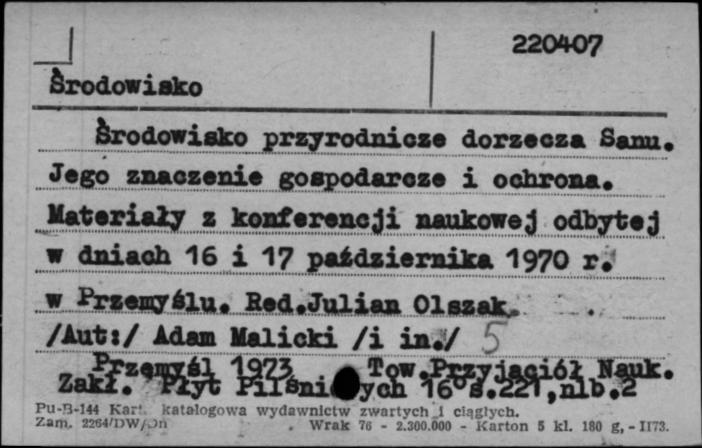 220407
Środowisko
Środowisko przyrodnicze dorzecza Sanu.
Jego znaczenie gospodarcze i ochrona.
Materiały z konferencji naukowej odbytej
w dniach 16 i 17 października 1970 r.
w Przemyślu. Red.Julian Olszak.
/Aut:/ Adam Malicki /i in./ 5
Przemyśl 1973 Tow.Przyjaciół Nauk.
Zakł. Płyt Pilśniowych 16° s.221,nlb.2
Pu-B-144 Kart. katalogowa wydawnictw zwartych i ciągłych.
Zam. 2264/DW/Dn Wrak 76 - 2.300.000 - Karton 5 kl. 180 g, - II73.